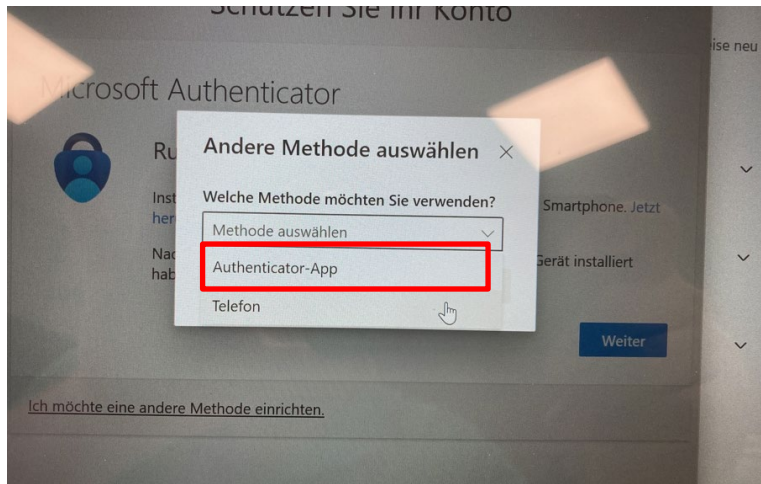 Schützen Sie Ihr Konto
ise neu
Microsoft Authenticator
Andere Methode auswählen
Ru
Inst
Welche Methode möchten Sie verwenden?
Smartphone. Jetzt
her
Methode auswählen
Nac
Gerät installiert
hab
Authenticator-App
Telefon
Weiter
Ich möchte eine andere Methode einrichten.